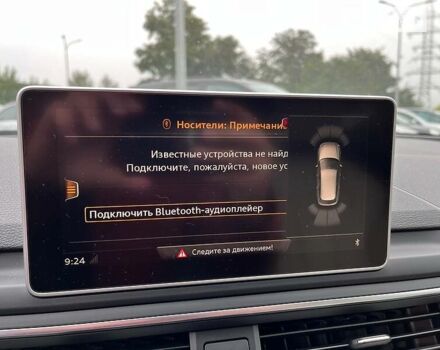 Носители: Примечани
Известные устройства не найд
Подключите, пожалуйста, новое ус
Подключить Bluetooth-аудиоплейер
Следите за движением!
9:24